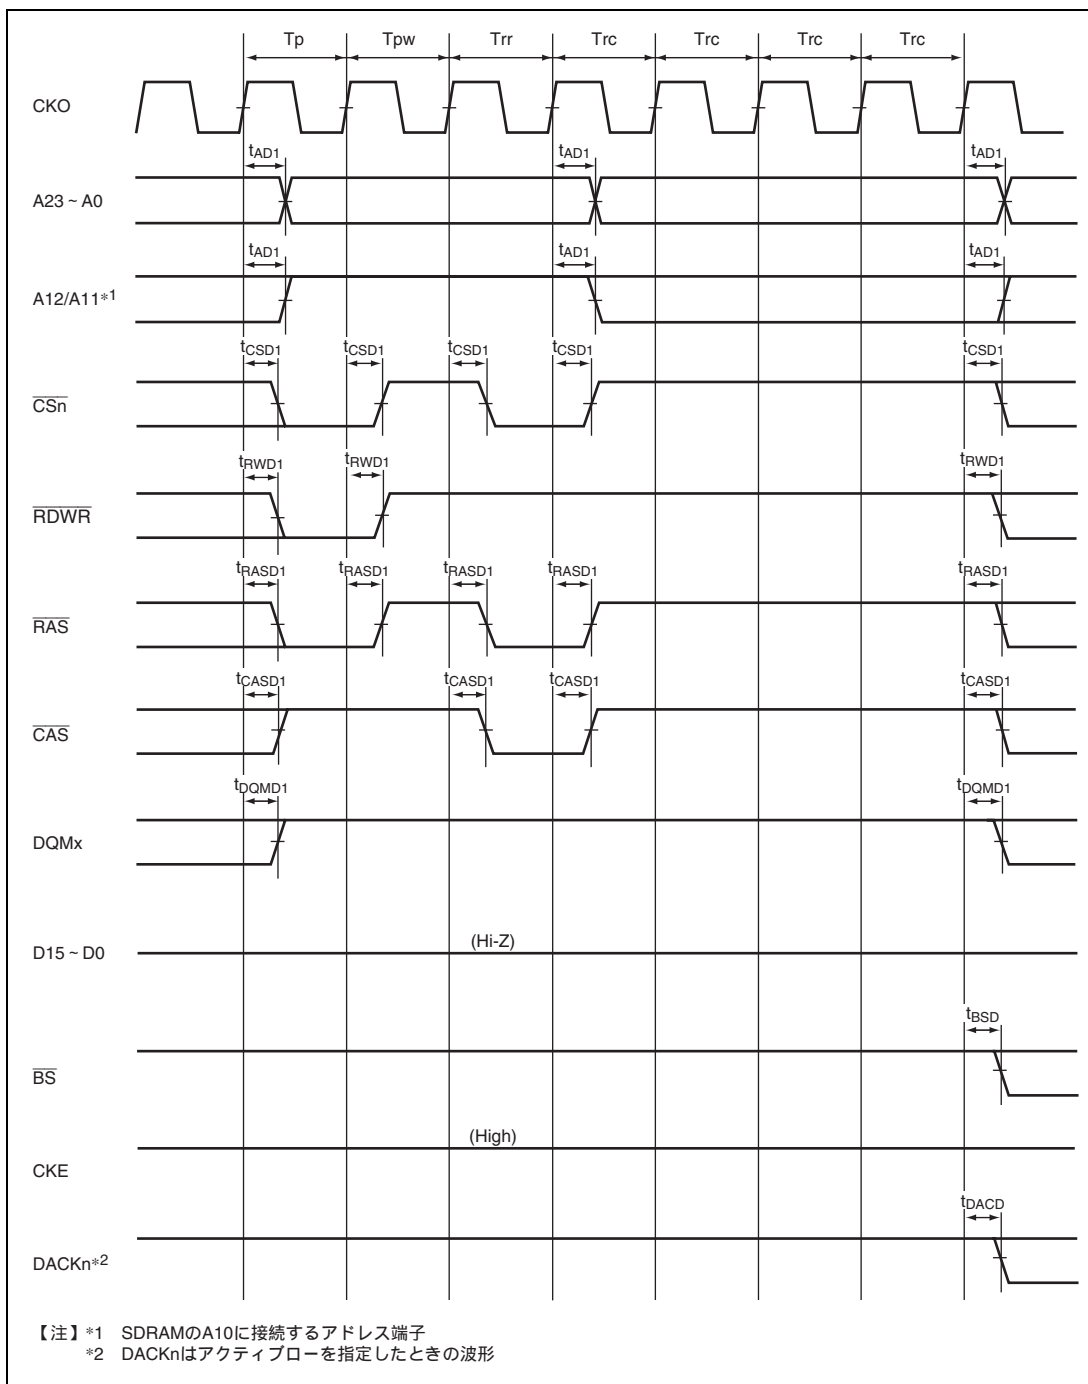 Tp Tpw Trr Trc Trc Trc Trc
CKO
tAD1 tAD1 tAD1
A23 ~ A0
tAD1 tAD1 tAD1
A12/A11*1
tCSD1 tCSD1 tCSD1 tCSD1 tCSD1
CSn
tRWD1 tRWD1 tRWD1
RDWR
tRASD1 tRASD1 tRASD1 tRASD1 tRASD1
RAS
tCASD1 tCASD1 tCASD1 tCASD1
CAS
tDQMD1 tDQMD1
DQMx
(Hi-Z)
D15 ~ D0
tBSD
BS
(High)
CKE
tDACD
DACKn*2
【注】*1 SDRAMのA10に接続するアドレス端子
*2 DACKnはアクティブローを指定したときの波形